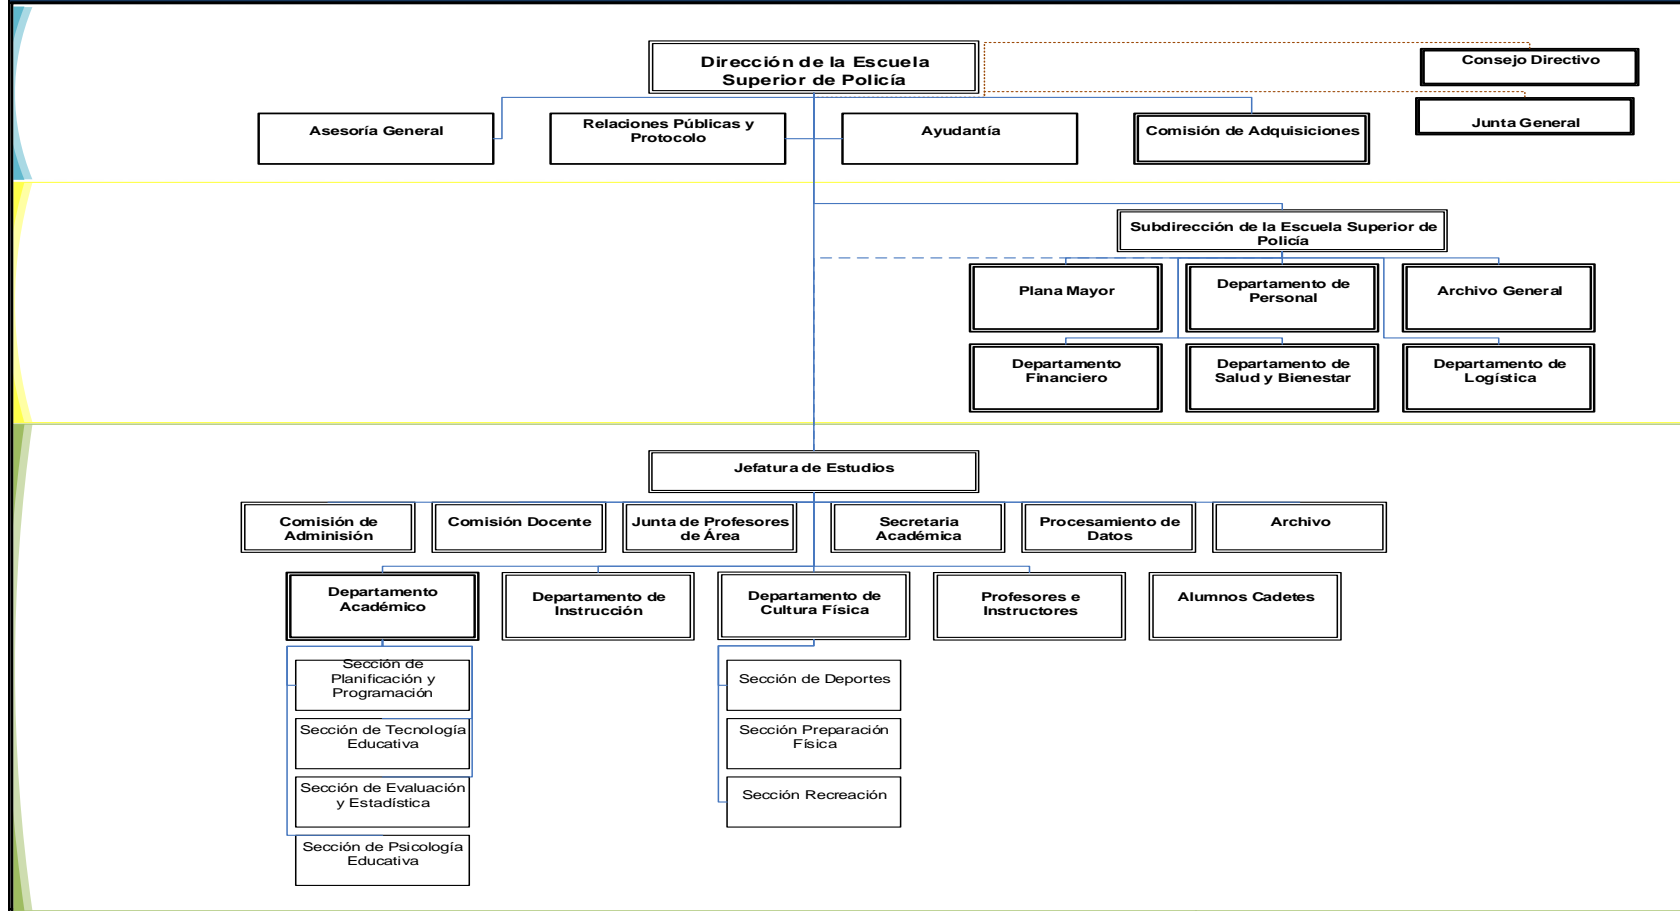 Dirección de la Escuela
Superior de Policía
Consejo Directivo
Junta General
Asesoría General
Relaciones Públicas y
Protocolo
Ayudantía
Comisión de Adquisiciones
Subdirección de la Escuela Superior de
Policía
Plana Mayor
Departamento de
Personal
Archivo General
Departamento
Financiero
Departamento de
Salud y Bienestar
Departamento de
Logística
Jefatura de Estudios
Comisión de
Adminisión
Comisión Docente
Junta de Profesores
de Área
Secretaria
Académica
Procesamiento de
Datos
Archivo
Departamento
Académico
Departamento de
Instrucción
Departamento de
Cultura Física
Profesores e
Instructores
Alumnos Cadetes
Sección de
Planificación y
Programación
Sección de Tecnología
Educativa
Sección de Evaluación
y Estadística
Sección de Psicología
Educativa
Sección de Deportes
Sección Preparación
Física
Sección Recreación